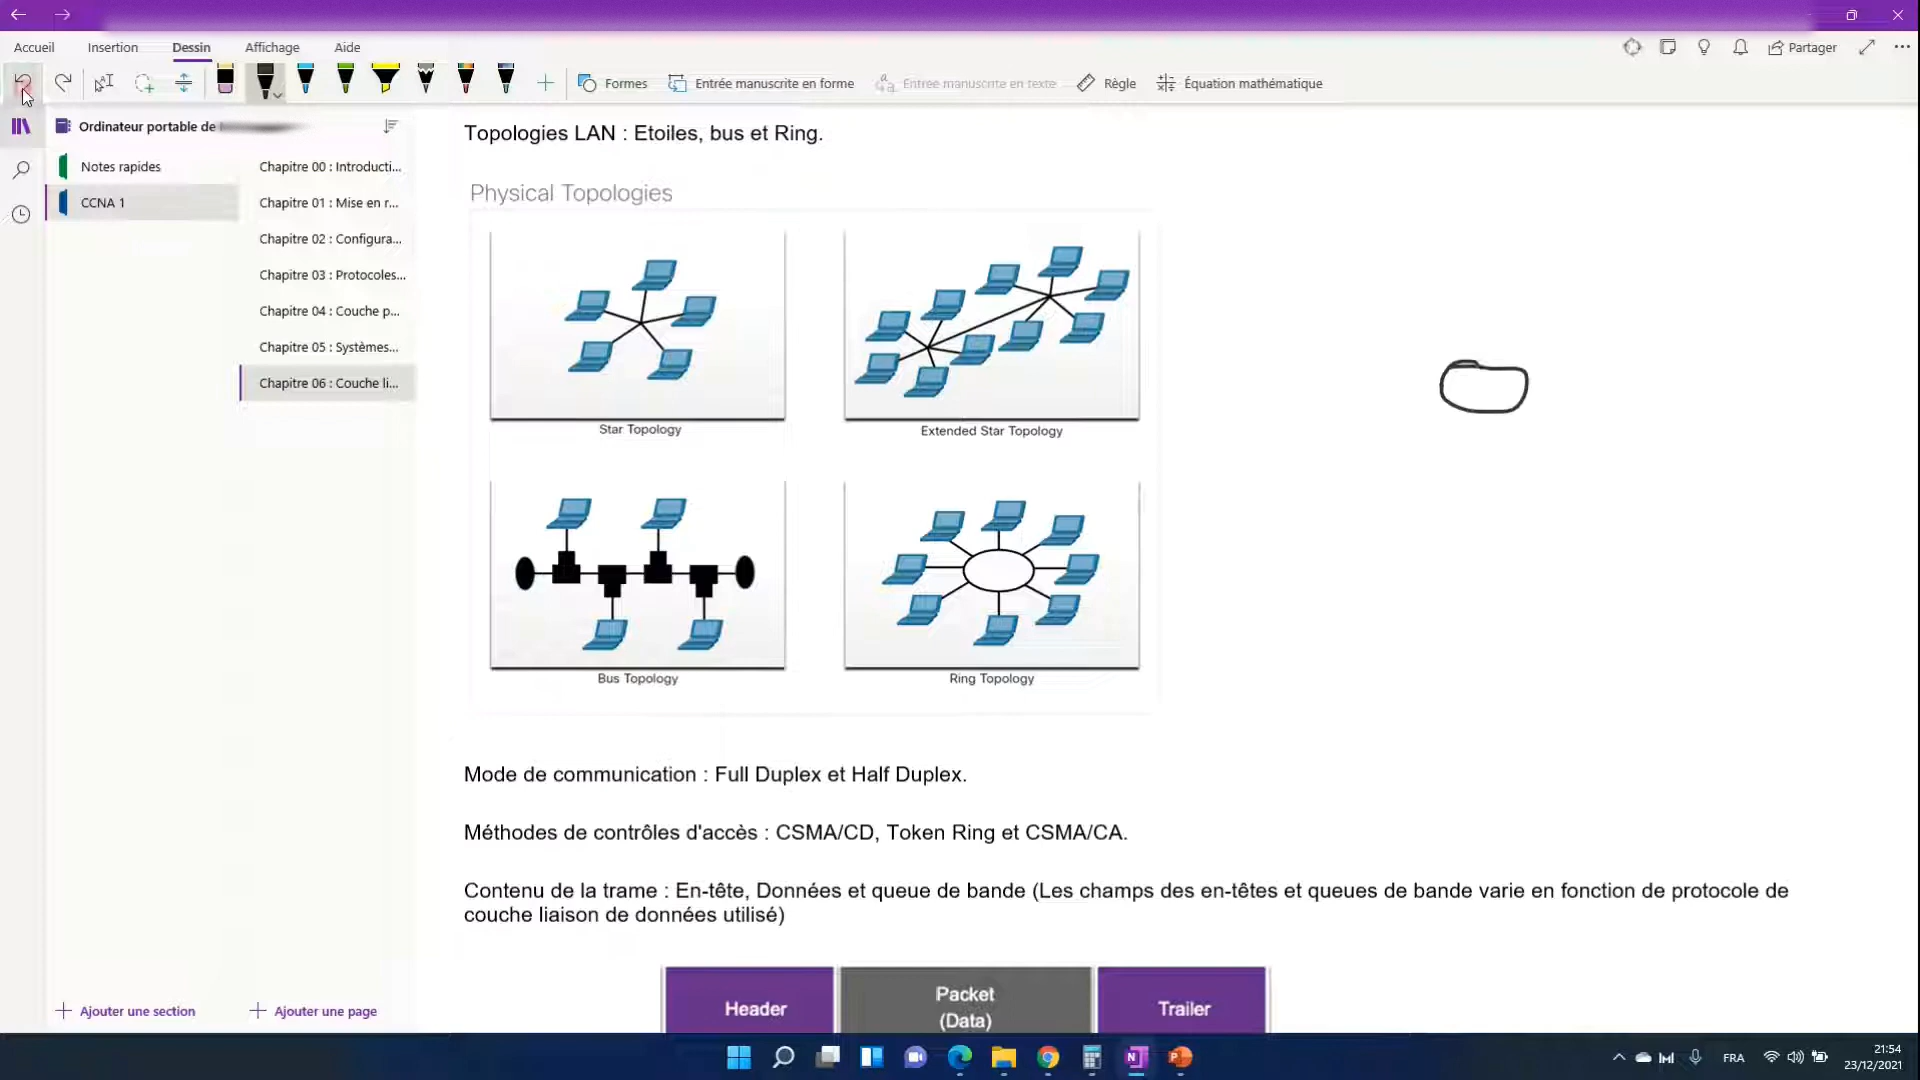 Accueil Insertion Dessin Affichage Aide Partager
Formes Entrée manuscrite en forme Entrée manuscrite en texte Règle Équation mathématique
Ordinateur portable de
Notes rapides
CCNA 1
Chapitre 00 : Introducti...
Chapitre 01 : Mise en r...
Chapitre 02 : Configura...
Chapitre 03 : Protocoles...
Chapitre 04 : Couche p...
Chapitre 05 : Systèmes...
Chapitre 06 : Couche li...
Topologies LAN : Etoiles, bus et Ring.
Physical Topologies
Star Topology
Extended Star Topology
Bus Topology
Ring Topology
Mode de communication : Full Duplex et Half Duplex.
Méthodes de contrôles d'accès : CSMA/CD, Token Ring et CSMA/CA.
Contenu de la trame : En-tête, Données et queue de bande (Les champs des en-têtes et queues de bande varie en fonction de protocole de
couche liaison de données utilisé)
Header
Packet
(Data)
Trailer
Ajouter une section
Ajouter une page
FRA
21:54
23/12/2021